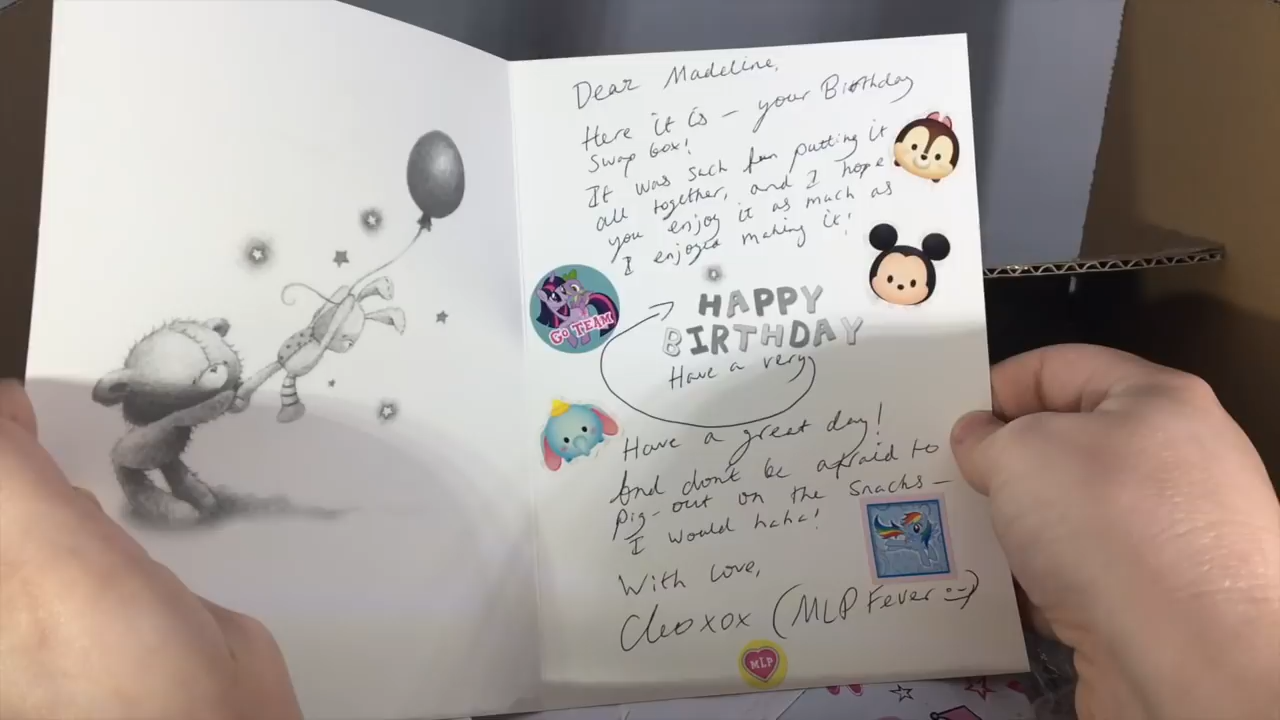 Dear Madeline,
Here it is – your Birthday
Swap box!
It was such fun putting it
all together, and I hope
you enjoy it as much as
I enjoyed making it!
GO TEAM
HAPPY
BIRTHDAY
Have a very
Have a great day!
And don't be afraid to
pig-out on the snacks –
I would haha!
With love,
Cleo xox (MLP Fever :-)
MLP